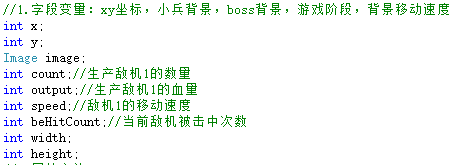 //1.字段变量：xy坐标，小兵背景，boss背景，游戏阶段，背景移动速度
int x;
int y;
Image image;
int count;//生产敌机1的数量
int output;//生产敌机1的血量
int speed;//敌机1的移动速度
int beHitCount;//当前敌机被击中次数
int width;
int height;